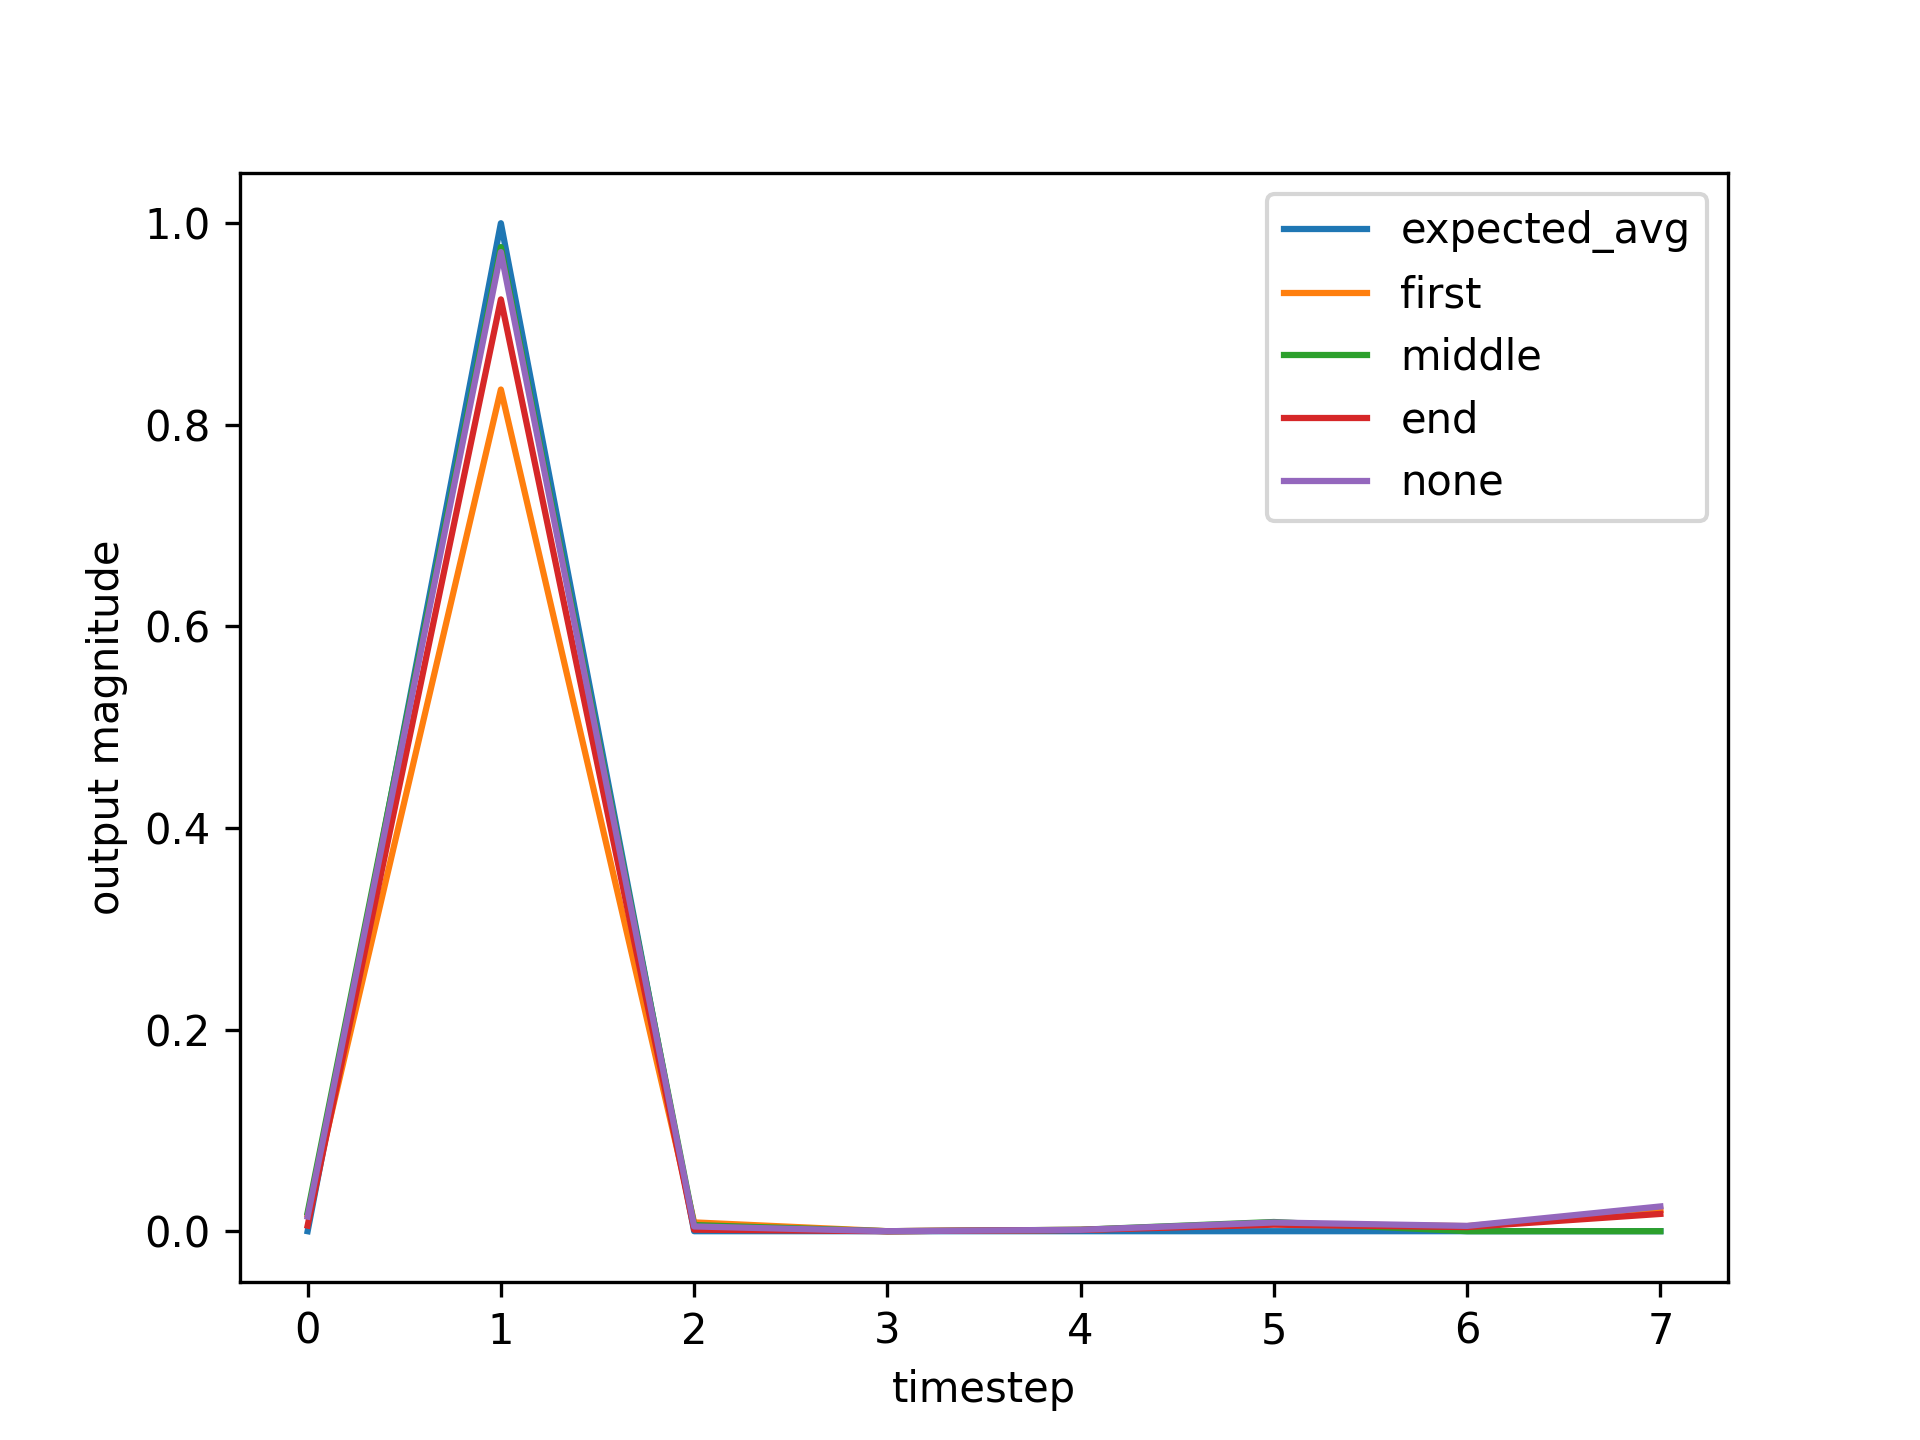 expected_avg
first
middle
end
none
1.0
0.8
0.6
0.4
0.2
0.0
output magnitude
0 1 2 3 4 5 6 7
timestep